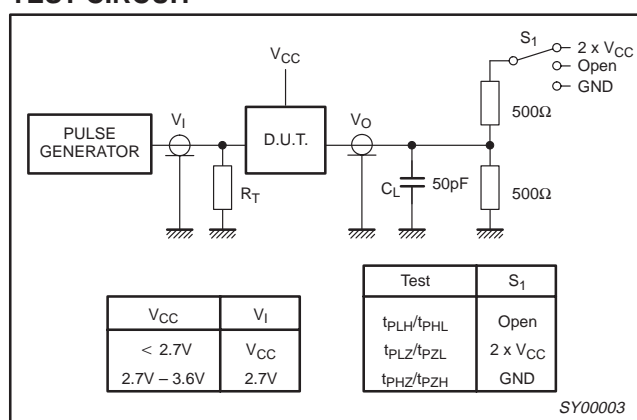 TEST CIRCUIT
S1
2 x VCC
Open
GND
VCC
500Ω
PULSE
GENERATOR
VI
D.U.T.
VO
RT
CL
50pF
500Ω
VCC VI
< 2.7V VCC
2.7V – 3.6V 2.7V
Test S1
tPLH/tPHL Open
tPLZ/tPZL 2 x VCC
tPHZ/tPZH GND
SY00003